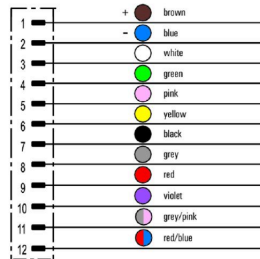 1 + brown
2 - blue
3 white
4 green
5 pink
6 yellow
7 black
8 grey
9 red
10 violet
11 grey/pink
12 red/blue